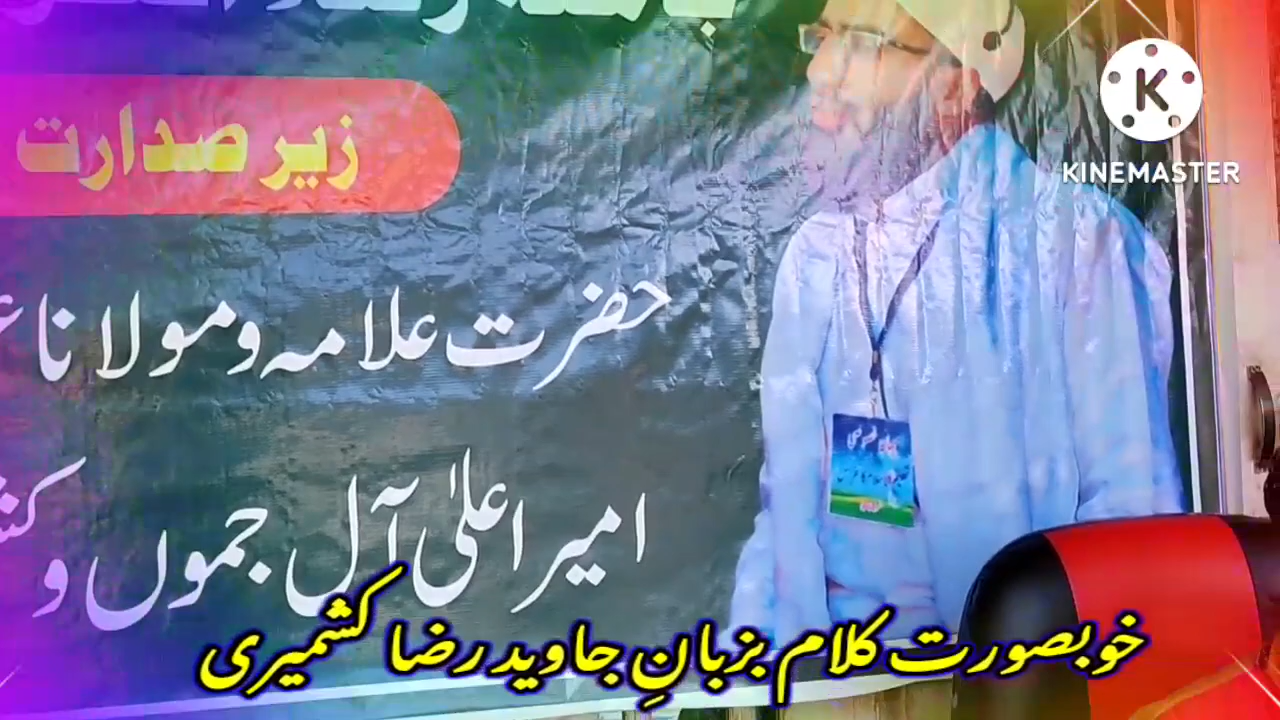 زیر صدارت
حضرت علامہ ومولانا
امیر اعلیٰ آل جموں و
خوبصورت کلام بزبانِ جاوید رضا کشمیری
K
KINEMASTER